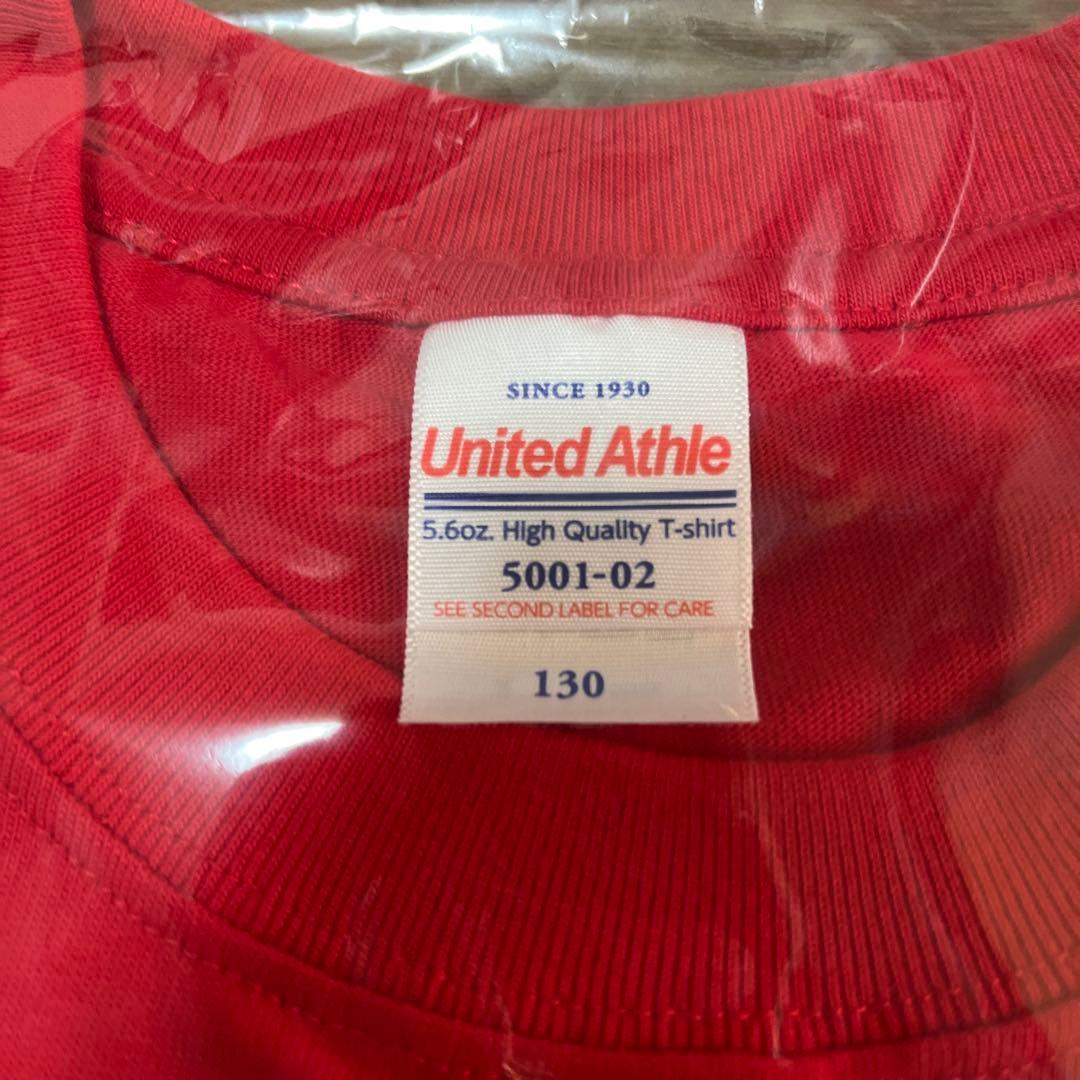 SINCE 1930
United Athle
5.6oz. High Quality T-shirt
5001-02
SEE SECOND LABEL FOR CARE
130